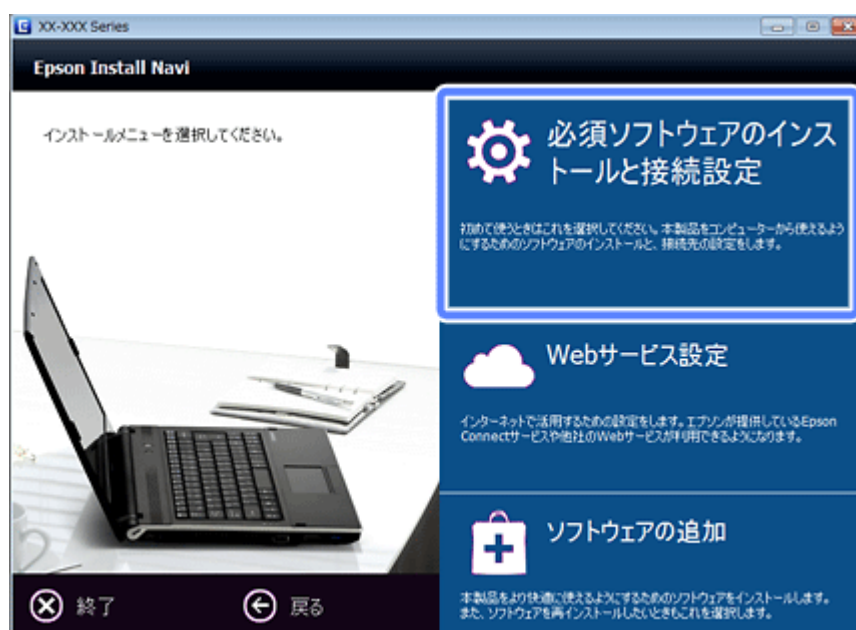 XX-XXX Series
Epson Install Navi
インストールメニューを選択してください。
必須ソフトウェアのインス
トールと接続設定
初めて使うときはこれを選択してください。本製品をコンピューターから使えるよう
にするためのソフトウェアのインストールと、接続先の設定をします。
Webサービス設定
インターネットで活用するための設定をします。エプソンが提供しているEpson
Connectサービスや他社のWebサービスが利用できるようになります。
ソフトウェアの追加
本製品をより快適に使えるようにするためのソフトウェアをインストールします。
また、ソフトウェアを再インストールしたいときもこれを選択します。
終了
戻る